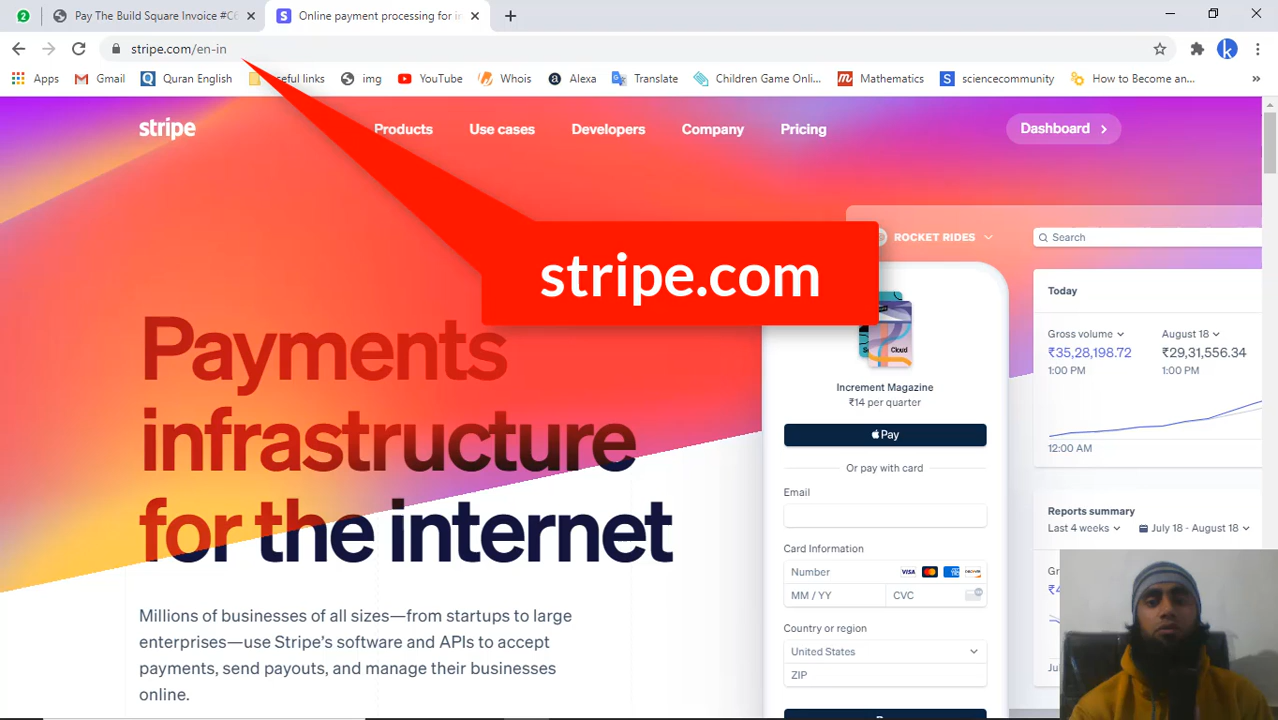 2
Pay The Build Square Invoice #C6
Online payment processing for in
stripe.com/en-in
Apps
Gmail
Quran English
useful links
img
YouTube
Whois
Alexa
Translate
Children Game Onli...
Mathematics
sciencecommunity
How to Become an...
stripe
Products
Use cases
Developers
Company
Pricing
Dashboard
stripe.com
ROCKET RIDES
Search
Payments
infrastructure
for the internet
Millions of businesses of all sizes—from startups to large
enterprises—use Stripe's software and APIs to accept
payments, send payouts, and manage their businesses
online.
Cloud
Increment Magazine
₹14 per quarter
Pay
Or pay with card
Email
Card Information
Number
VISA
MM / YY
CVC
Country or region
United States
ZIP
Today
Gross volume
August 18
₹35,28,198.72
₹29,31,556.34
1:00 PM
1:00 PM
12:00 AM
Reports summary
Last 4 weeks
July 18 - August 18